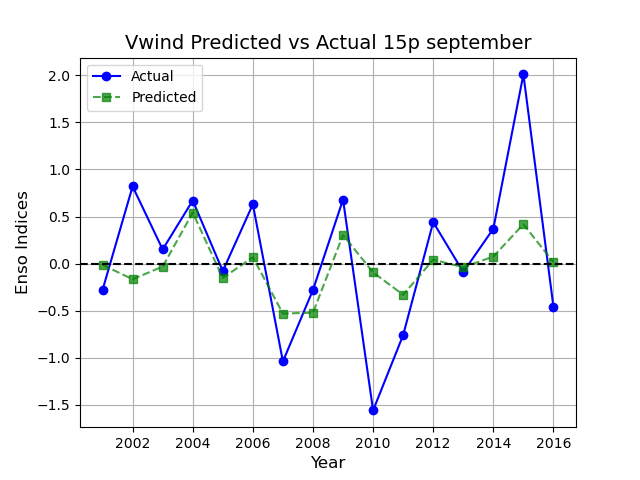 Vwind Predicted vs Actual 15p september
Actual
Predicted
2.0
1.5
1.0
0.5
0.0
−0.5
−1.0
−1.5
Enso Indices
2002 2004 2006 2008 2010 2012 2014 2016
Year